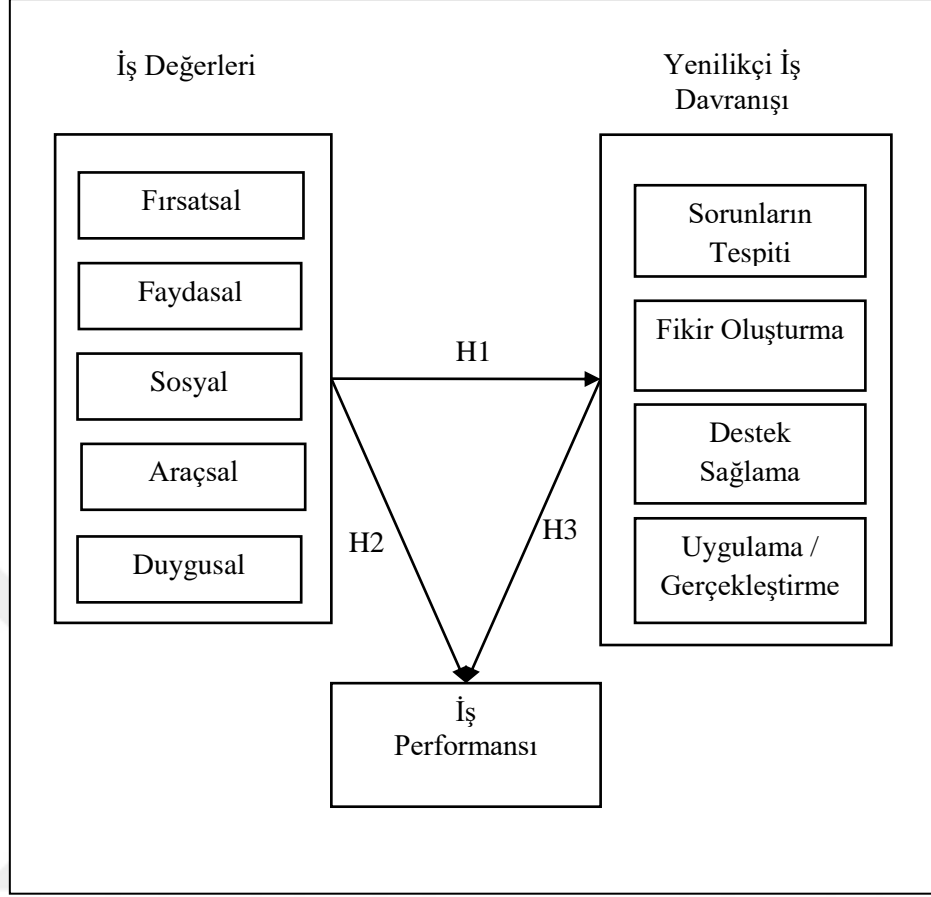 İş Değerleri
Fırsatsal
Faydasal
Sosyal
Araçsal
Duygusal
H1
H2
H3
Yenilikçi İş
Davranışı
Sorunların
Tespiti
Fikir Oluşturma
Destek
Sağlama
Uygulama /
Gerçekleştirme
İş
Performansı